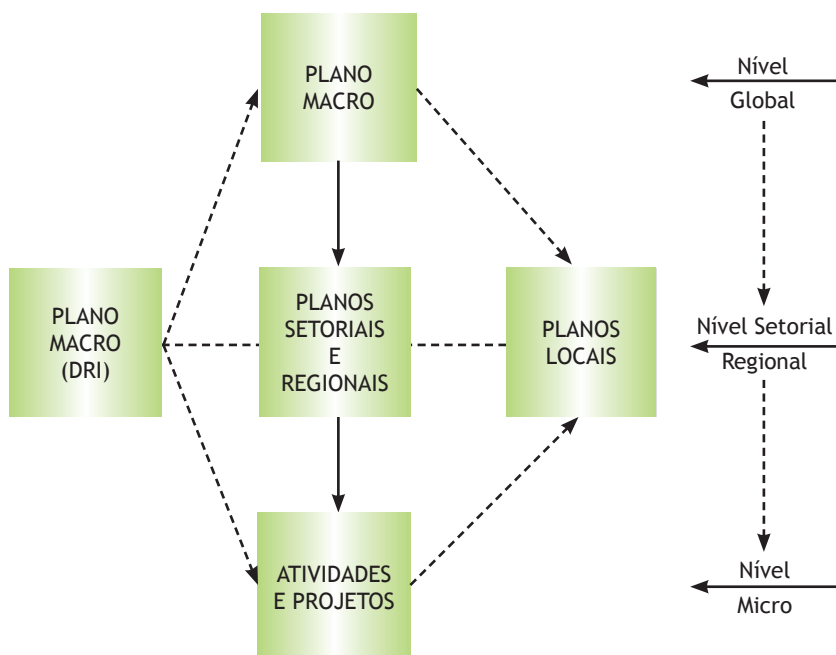 PLANO
MACRO
Nível
Global
PLANO
MACRO
(DRI)
PLANOS
SETORIAIS
E
REGIONAIS
PLANOS
LOCAIS
Nível Setorial
Regional
ATIVIDADES
E PROJETOS
Nível
Micro